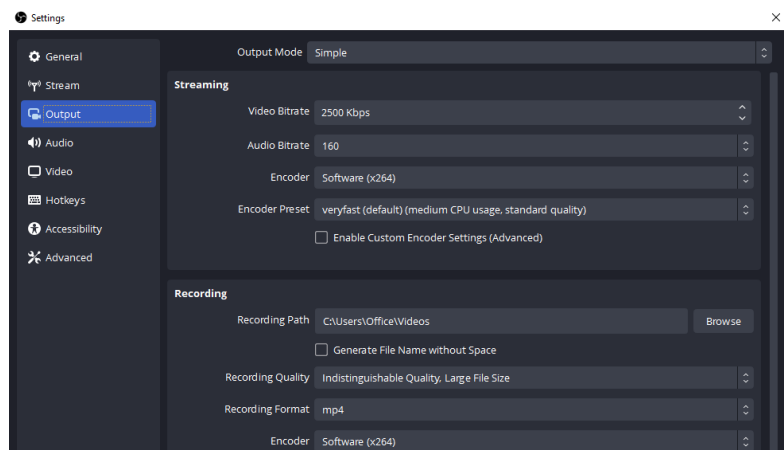 Settings
General
Stream
Output
Audio
Video
Hotkeys
Accessibility
Advanced
Output Mode Simple
Streaming
Video Bitrate 2500 Kbps
Audio Bitrate 160
Encoder Software (x264)
Encoder Preset veryfast (default) (medium CPU usage, standard quality)
Enable Custom Encoder Settings (Advanced)
Recording
Recording Path C:\Users\Office\Videos Browse
Generate File Name without Space
Recording Quality Indistinguishable Quality, Large File Size
Recording Format mp4
Encoder Software (x264)